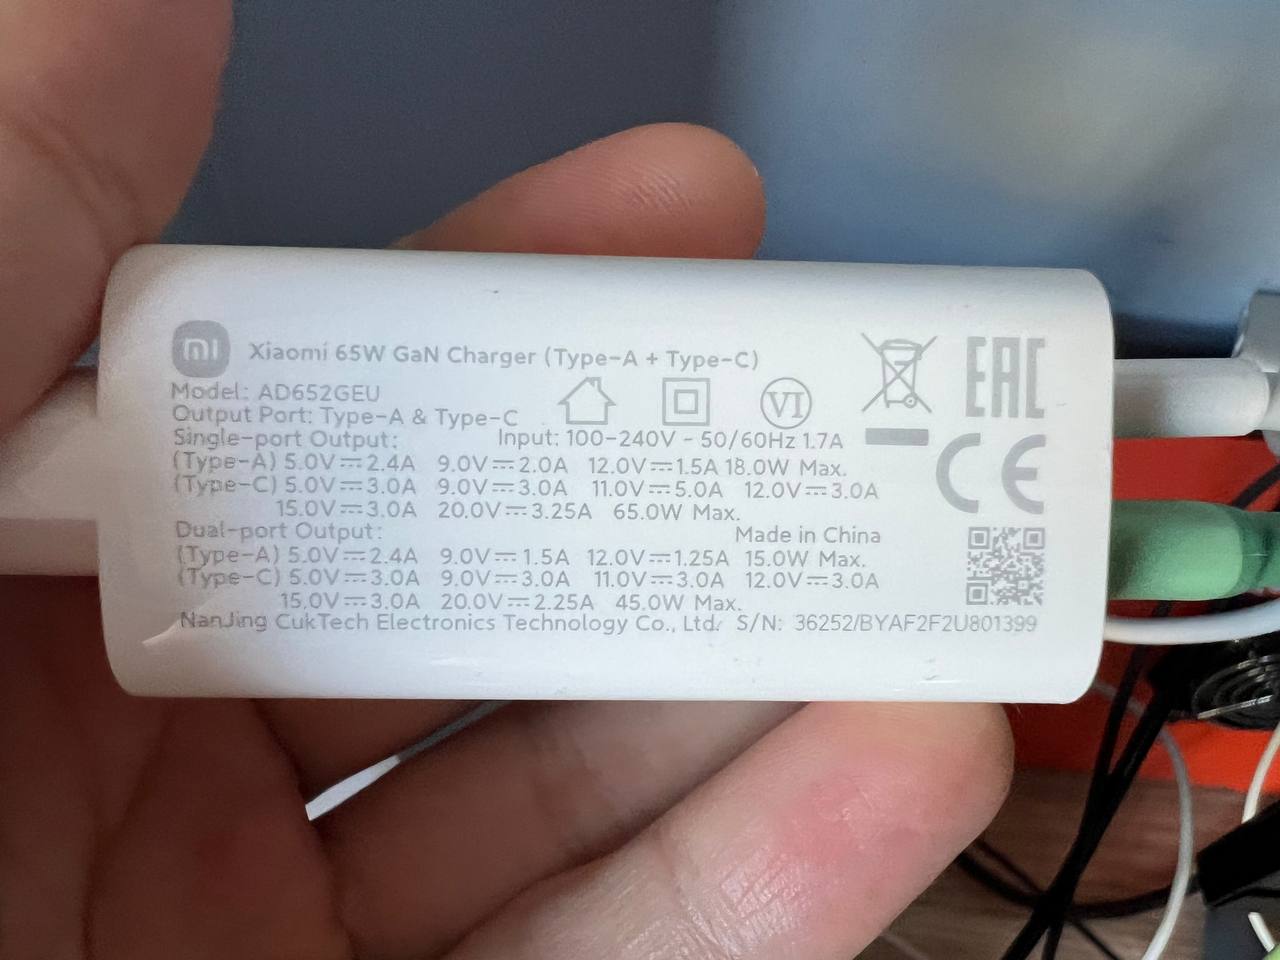 mi Xiaomi 65W GaN Charger (Type-A + Type-C)
Model: AD652GEU
Output Port: Type-A & Type-C
VI
EAC
Single-port Output: Input: 100-240V ~ 50/60Hz 1.7A
(Type-A) 5.0V⎓2.4A 9.0V⎓2.0A 12.0V⎓1.5A 18.0W Max.
(Type-C) 5.0V⎓3.0A 9.0V⎓3.0A 11.0V⎓5.0A 12.0V⎓3.0A
CE
15.0V⎓3.0A 20.0V⎓3.25A 65.0W Max.
Dual-port Output: Made in China
(Type-A) 5.0V⎓2.4A 9.0V⎓1.5A 12.0V⎓1.25A 15.0W Max.
(Type-C) 5.0V⎓3.0A 9.0V⎓3.0A 11.0V⎓3.0A 12.0V⎓3.0A
15.0V⎓3.0A 20.0V⎓2.25A 45.0W Max.
NanJing CukTech Electronics Technology Co., Ltd. S/N: 36252/BYAF2F2U801399